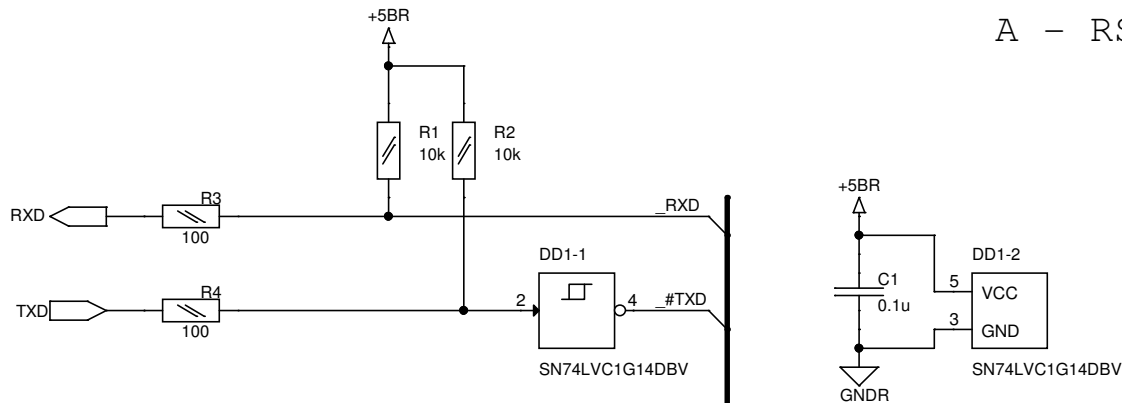 +5BR
A – RS
R1
10k
R2
10k
RXD
R3
100
_RXD
TXD
R4
100
2
DD1-1
4
_#TXD
SN74LVC1G14DBV
+5BR
C1
0.1u
DD1-2
5
VCC
3
GND
SN74LVC1G14DBV
GNDR